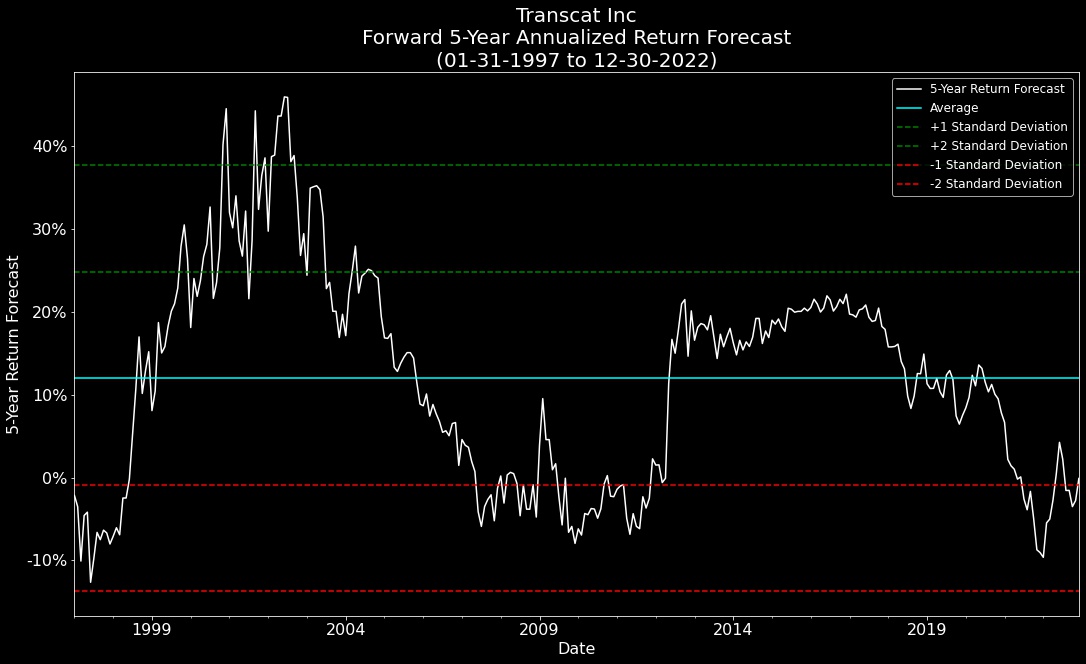 Transcat Inc
Forward 5-Year Annualized Return Forecast
(01-31-1997 to 12-30-2022)
5-Year Return Forecast
Average
+1 Standard Deviation
+2 Standard Deviation
-1 Standard Deviation
-2 Standard Deviation
5-Year Return Forecast
40%
30%
20%
10%
0%
-10%
1999
2004
2009
2014
2019
Date